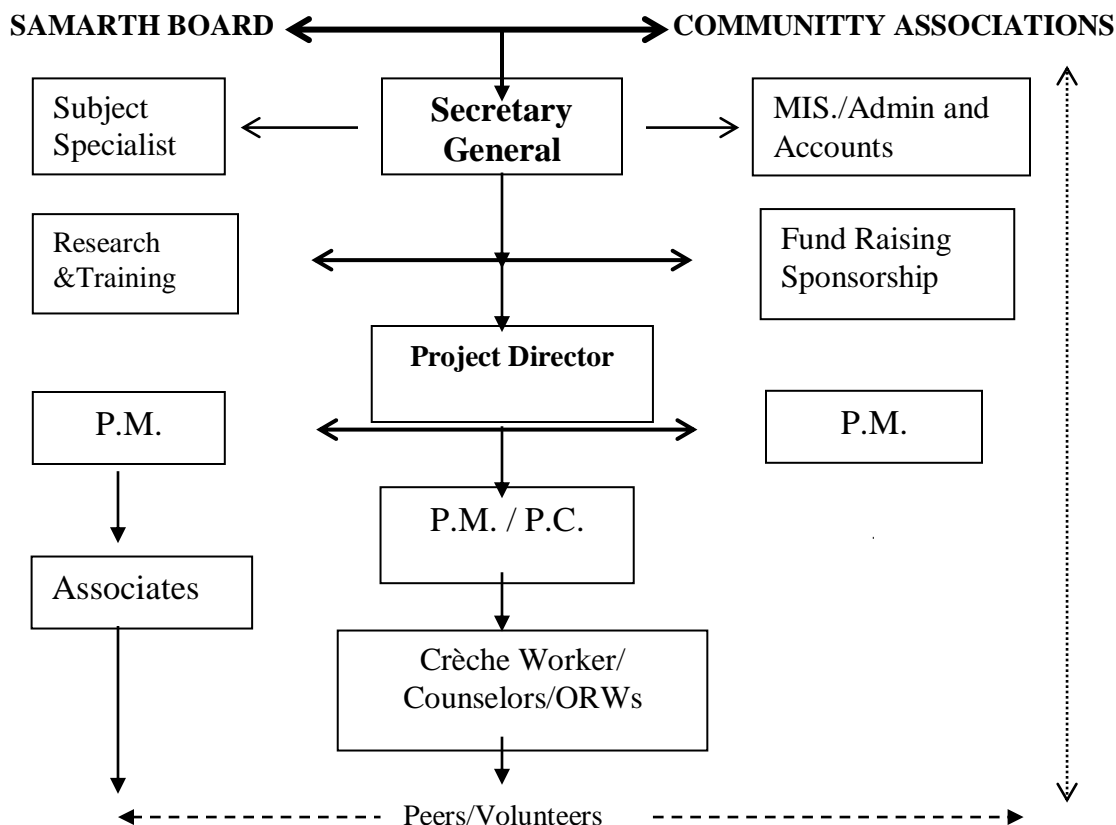 SAMARTH BOARD
COMMUNITTY ASSOCIATIONS
Subject
Specialist
Secretary
General
MIS./Admin and
Accounts
Research
&Training
Fund Raising
Sponsorship
Project Director
P.M.
P.M.
P.M. / P.C.
Associates
Crèche Worker/
Counselors/ORWs
Peers/Volunteers